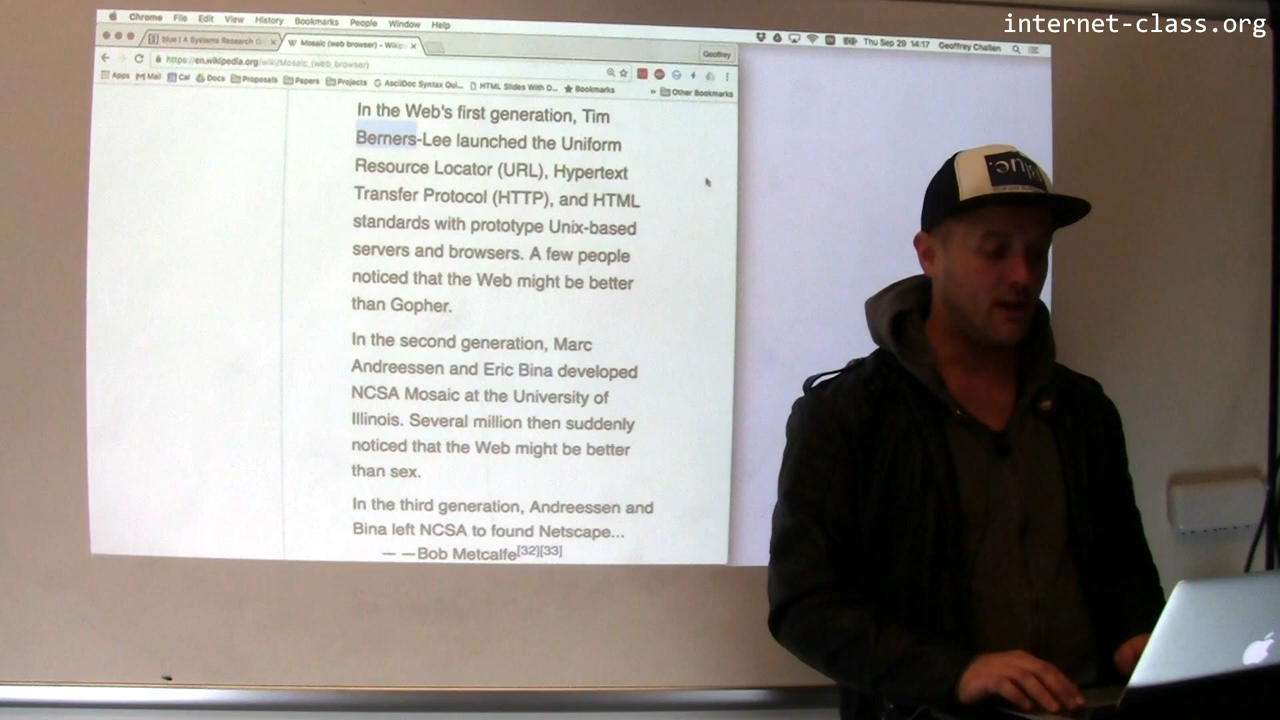 internet-class.org
Chrome File Edit View History Bookmarks People Window Help
Thu Sep 29 14:17 Geoffrey Challen
blue | A Systems Research G
Mosaic (web browser) - Wikip
Geoffrey
https://en.wikipedia.org/wiki/Mosaic_(web_browser)
Apps Mail Cal Docs Proposals Papers Projects AsciiDoc Syntax Qui... HTML Slides With D... Bookmarks » Other Bookmarks
In the Web's first generation, Tim
Berners-Lee launched the Uniform
Resource Locator (URL), Hypertext
Transfer Protocol (HTTP), and HTML
standards with prototype Unix-based
servers and browsers. A few people
noticed that the Web might be better
than Gopher.
In the second generation, Marc
Andreessen and Eric Bina developed
NCSA Mosaic at the University of
Illinois. Several million then suddenly
noticed that the Web might be better
than sex.
In the third generation, Andreessen and
Bina left NCSA to found Netscape...
— —Bob Metcalfe[32][33]